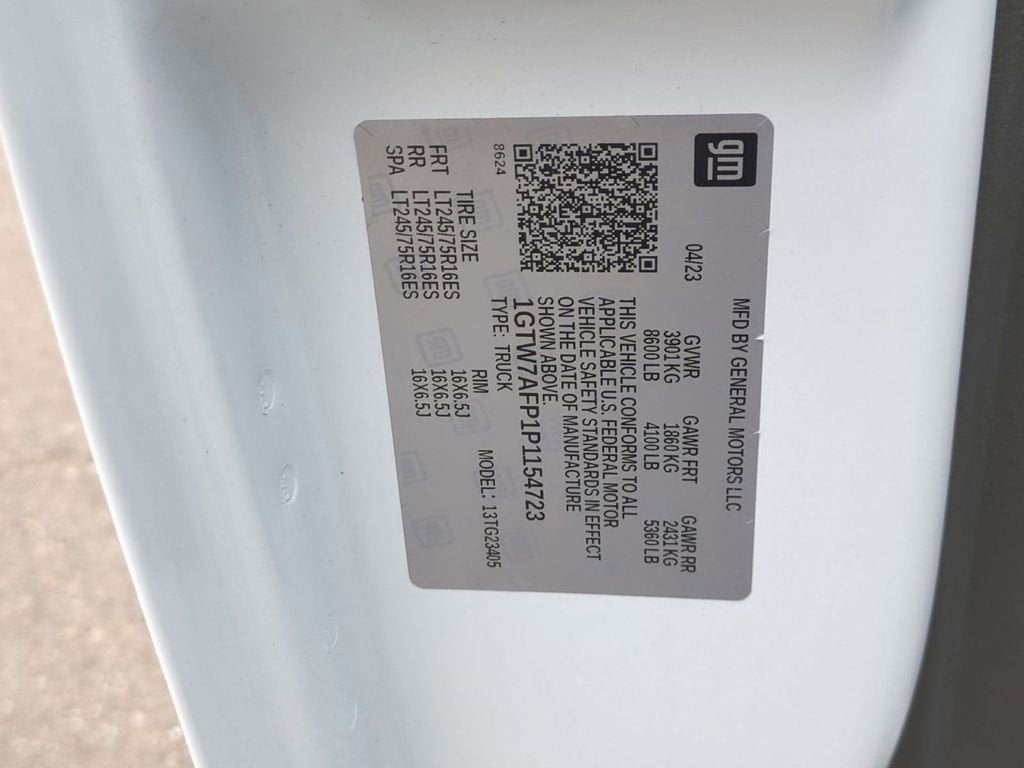 gm
MFD BY GENERAL MOTORS LLC
04/23
GVWR GAWR FRT GAWR RR
3901 KG 1860 KG 2431 KG
8600 LB 4100 LB 5360 LB
THIS VEHICLE CONFORMS TO ALL
APPLICABLE U.S. FEDERAL MOTOR
VEHICLE SAFETY STANDARDS IN EFFECT
ON THE DATE OF MANUFACTURE
SHOWN ABOVE.
1GTW7AFP1P1154723
8624
TYPE: TRUCK MODEL: 13TG23405
TIRE SIZE RIM
FRT LT245/75R16ES 16X6.5J
RR LT245/75R16ES 16X6.5J
SPA LT245/75R16ES 16X6.5J